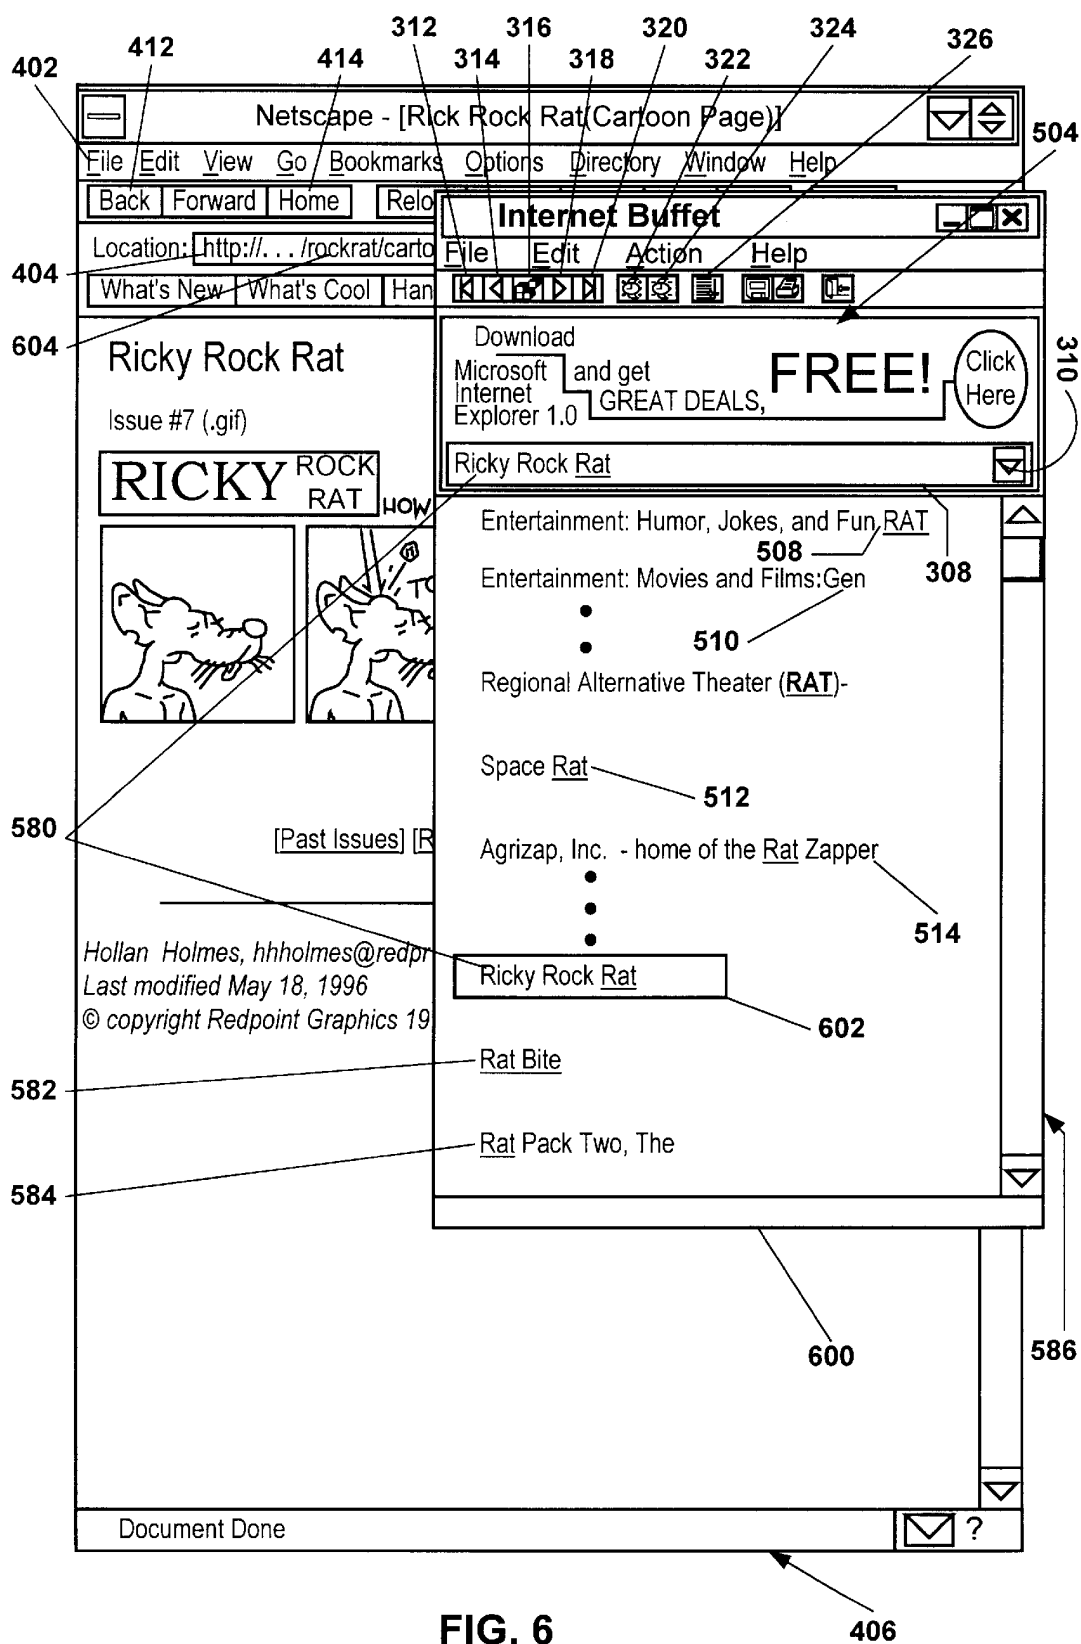 312 316 320 324
412 414 314 318 322 326
402
Netscape - [Rick Rock Rat(Cartoon Page)]
504
File Edit View Go Bookmarks Options Directory Window Help
Back Forward Home Relo
Internet Buffet
Location: http://. . . /rockrat/carto
File Edit Action Help
404
What's New What's Cool Han
604
Ricky Rock Rat
Download
Microsoft Internet Explorer 1.0
and get
GREAT DEALS,
FREE!
Click Here
310
Issue #7 (.gif)
RICKY ROCK RAT
HOW
TO
Ricky Rock Rat
Entertainment: Humor, Jokes, and Fun RAT
508
308
Entertainment: Movies and Films:Gen
510
Regional Alternative Theater (RAT)-
Space Rat
512
580
[Past Issues] [R
Agrizap, Inc. - home of the Rat Zapper
514
Hollan Holmes, hhholmes@redpr
Last modified May 18, 1996
© copyright Redpoint Graphics 19
Ricky Rock Rat
602
Rat Bite
582
Rat Pack Two, The
584
600
586
Document Done
?
FIG. 6
406